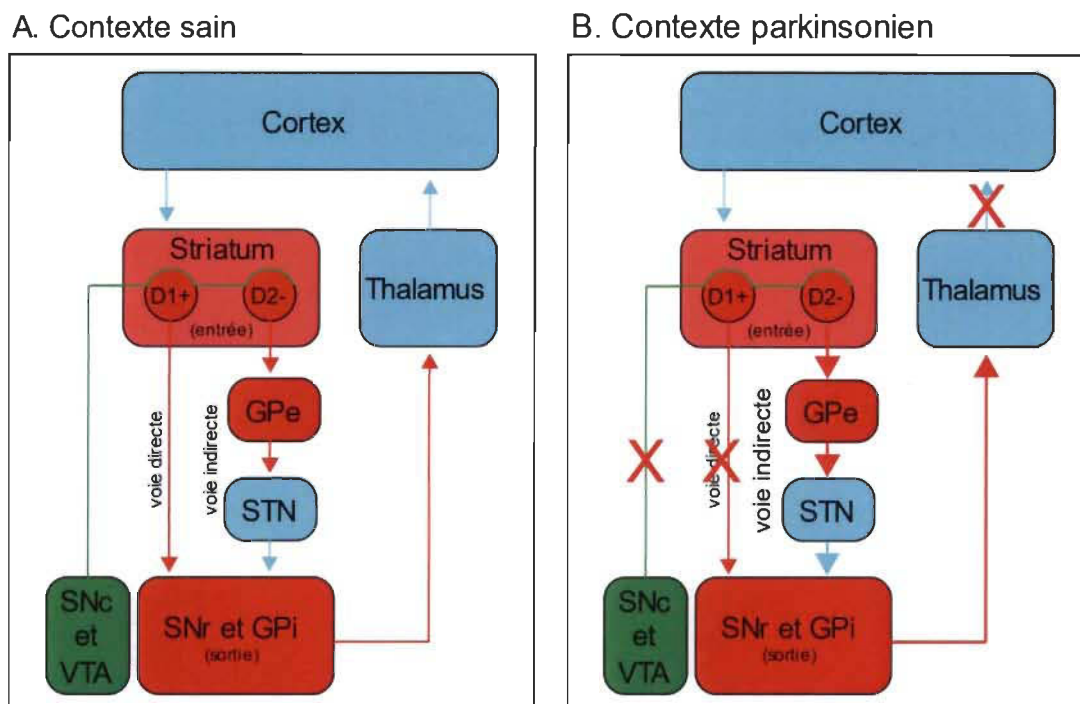 A. Contexte sain
Cortex
Striatum
D1+
D2-
(entrée)
Thalamus
GPe
voie directe
voie indirecte
STN
SNc
et
VTA
SNr et GPi
(sortie)
B. Contexte parkinsonien
Cortex
Striatum
D1+
D2-
(entrée)
Thalamus
GPe
voie directe
voie indirecte
STN
SNc
et
VTA
SNr et GPi
(sortie)